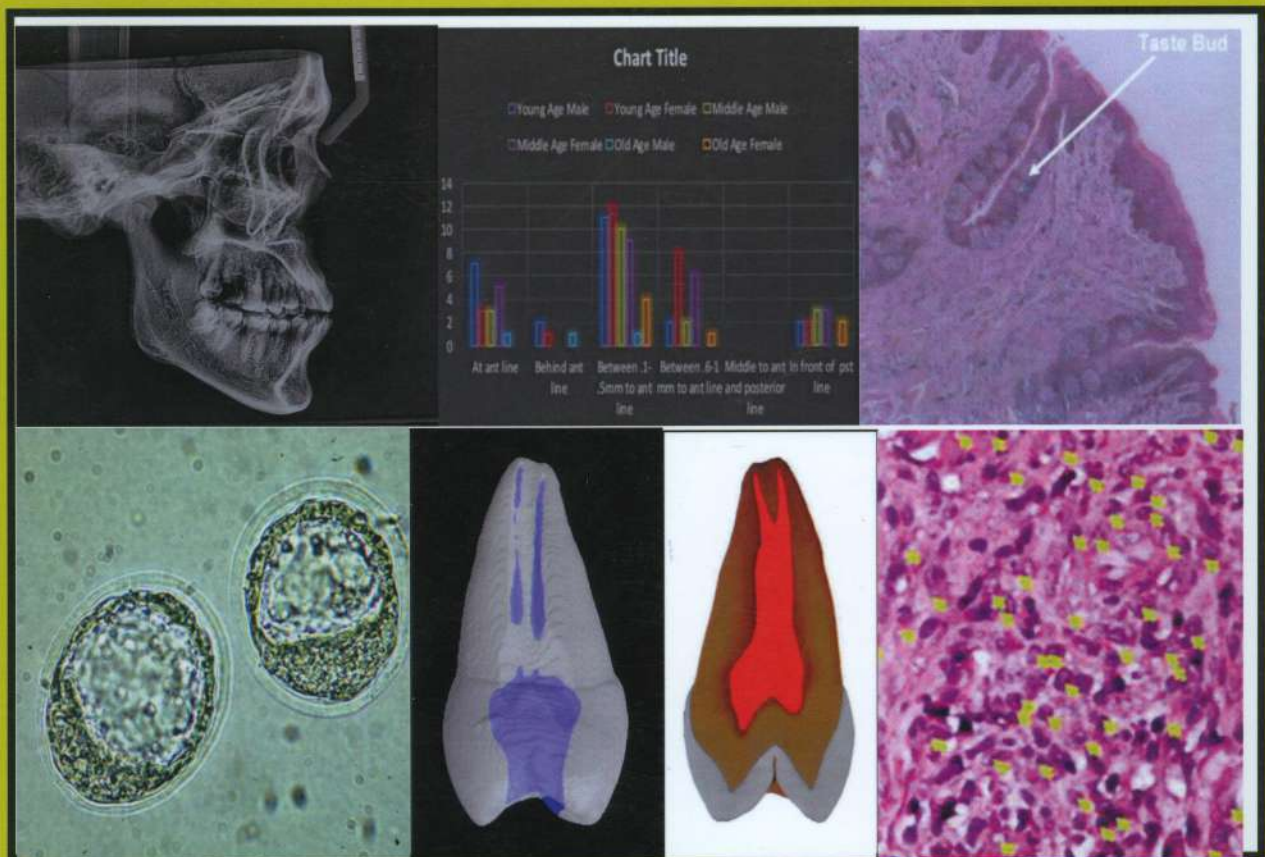 Chart Title
Young Age Male Young Age Female Middle Age Male
Middle Age Female Old Age Male Old Age Female
14
12
10
8
6
4
2
0
At ant line Behind ant Between .1- Between .6-1 Middle to ant In front of pst
line .5mm to ant mm to ant line and posterior line
line line
Taste Bud